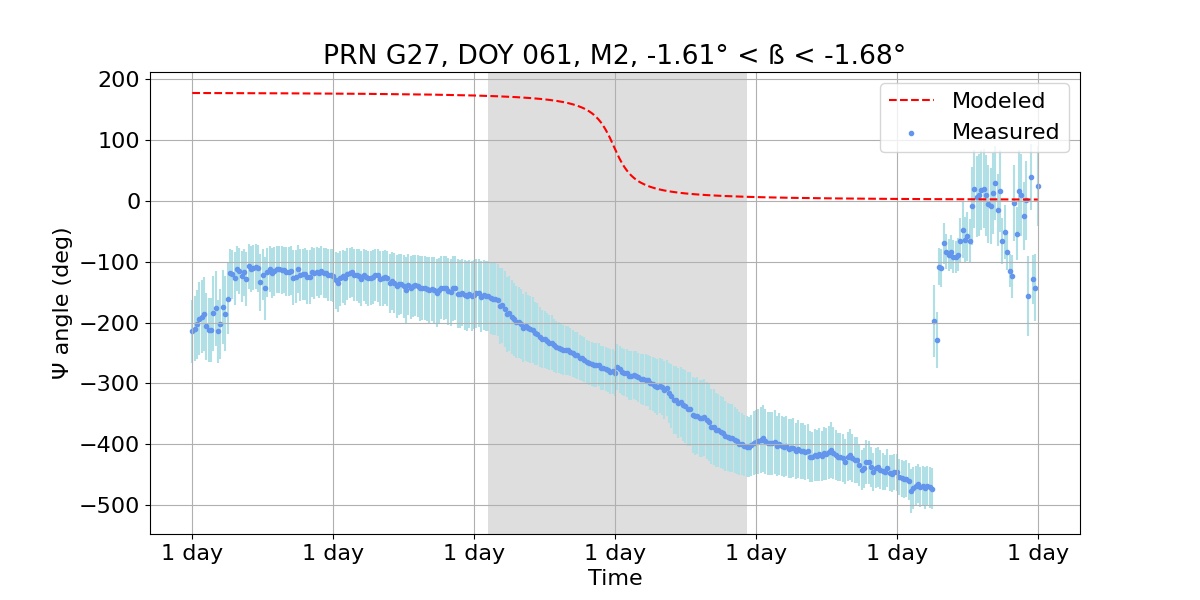 PRN G27, DOY 061, M2, -1.61° < ß < -1.68°
Modeled
Measured
Ψ angle (deg)
200
100
0
−100
−200
−300
−400
−500
1 day 1 day 1 day 1 day 1 day 1 day 1 day
Time